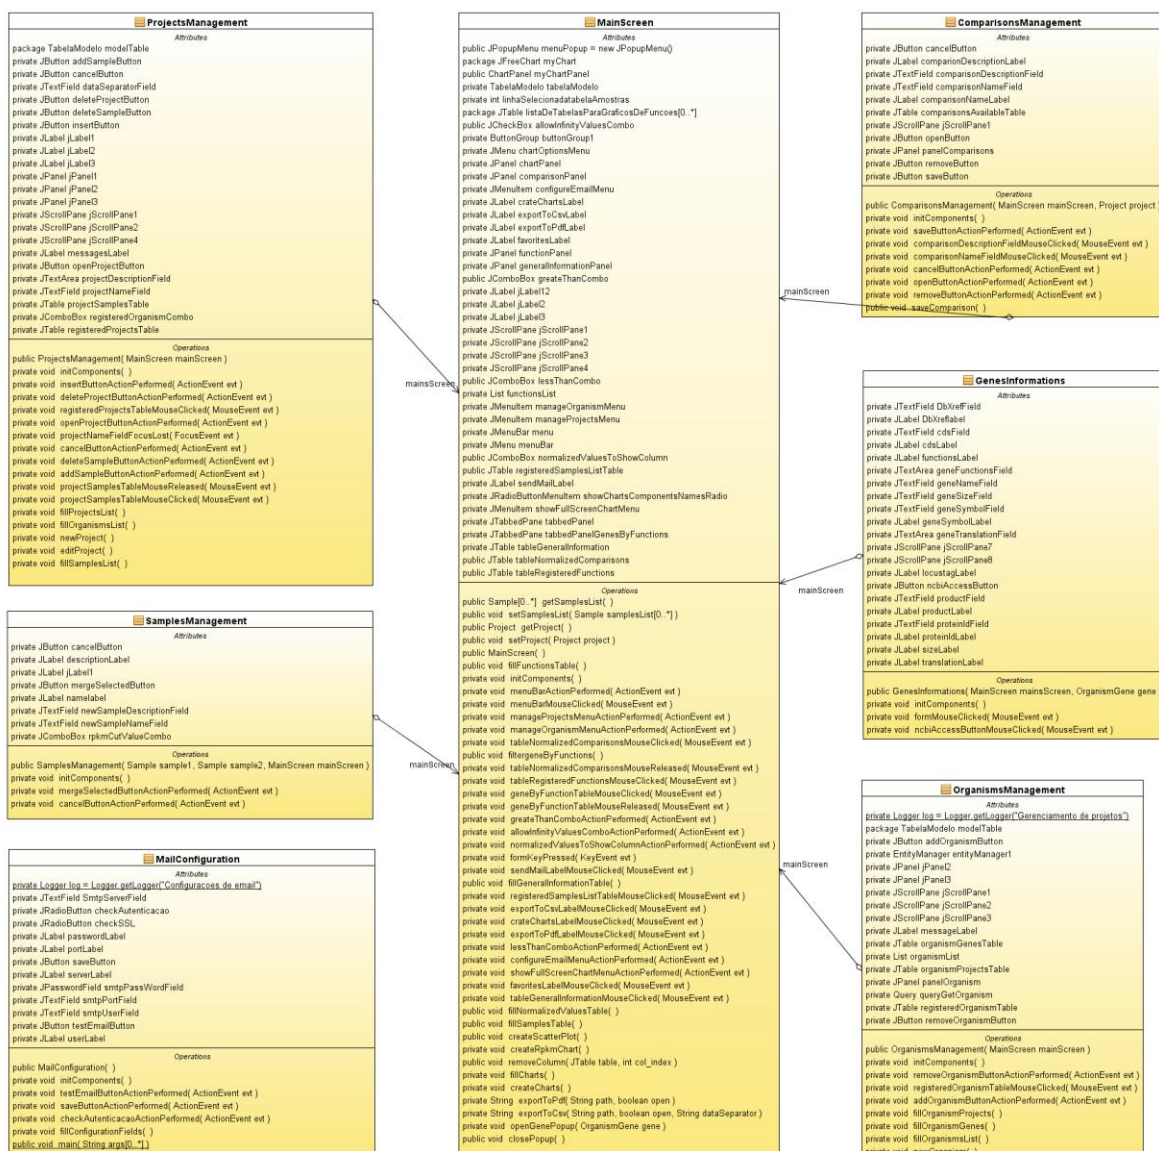 ProjectsManagement
Attributes
package TabelaModelo modelTable
private JButton addSampleButton
private JButton cancelButton
private JTextField dataSeparatorField
private JButton deleteProjectButton
private JButton deleteSampleButton
private JButton insertButton
private JLabel jLabel1
private JLabel jLabel2
private JLabel jLabel3
private JPanel jPanel1
private JPanel jPanel2
private JPanel jPanel3
private JScrollPane jScrollPane1
private JScrollPane jScrollPane2
private JScrollPane jScrollPane4
private JLabel messagesLabel
private JButton openProjectButton
private JTextArea projectDescriptionField
private JTextField projectNameField
private JTable projectSamplesTable
private JComboBox registeredOrganismCombo
private JTable registeredProjectsTable
Operations
public ProjectsManagement( MainScreen mainScreen )
private void initComponents( )
private void insertButtonActionPerformed( ActionEvent evt )
private void deleteProjectButtonActionPerformed( ActionEvent evt )
private void registeredProjectsTableMouseClicked( MouseEvent evt )
private void openProjectButtonActionPerformed( ActionEvent evt )
private void projectNameFieldFocusLost( FocusEvent evt )
private void cancelButtonActionPerformed( ActionEvent evt )
private void deleteSampleButtonActionPerformed( ActionEvent evt )
private void addSampleButtonActionPerformed( ActionEvent evt )
private void projectSamplesTableMouseReleased( MouseEvent evt )
private void projectSamplesTableMouseClicked( MouseEvent evt )
private void fillProjectsList( )
private void fillOrganismsList( )
private void newProject( )
private void editProject( )
private void fillSamplesList( )
SamplesManagement
Attributes
private JButton cancelButton
private JLabel descriptionLabel
private JLabel jLabel1
private JButton mergeSelectedButton
private JLabel namelabel
private JTextField newSampleDescriptionField
private JTextField newSampleNameField
private JComboBox rpkmCutValueCombo
Operations
public SamplesManagement( Sample sample1, Sample sample2, MainScreen mainScreen )
private void initComponents( )
private void mergeSelectedButtonActionPerformed( ActionEvent evt )
private void cancelButtonActionPerformed( ActionEvent evt )
MailConfiguration
Attributes
private Logger log = Logger.getLogger("Configuracoes de email")
private JTextField SmtpServerField
private JRadioButton checkAutenticacao
private JRadioButton checkSSL
private JLabel passwordLabel
private JLabel portLabel
private JButton saveButton
private JLabel serverLabel
private JPasswordField smtpPassWordField
private JTextField smtpPortField
private JTextField smtpUserField
private JButton testEmailButton
private JLabel userLabel
Operations
public MailConfiguration( )
private void initComponents( )
private void testEmailButtonActionPerformed( ActionEvent evt )
private void saveButtonActionPerformed( ActionEvent evt )
private void checkAutenticacaoActionPerformed( ActionEvent evt )
private void fillConfigurationFields( )
public void main( String args[0..*] )
mainsScreen
mainScreen
MainScreen
Attributes
public JPopupMenu menuPopup = new JPopupMenu()
package JFreeChart myChart
public ChartPanel myChartPanel
private TabelaModelo tabelaModelo
private int linhaSelecionadatabelaAmostras
package JTable listaDeTabelasParaGraficosDeFuncoes[0..*]
public JCheckBox allowInfinityValuesCombo
private ButtonGroup buttonGroup1
private JMenu chartOptionsMenu
private JPanel chartPanel
private JPanel comparisonPanel
private JMenuItem configureEmailMenu
private JLabel crateChartsLabel
private JLabel exportToCsvLabel
private JLabel exportToPdfLabel
private JLabel favoritesLabel
private JPanel functionPanel
private JPanel generalInformationPanel
public JComboBox greateThanCombo
private JLabel jLabel12
private JLabel jLabel2
private JLabel jLabel3
private JScrollPane jScrollPane1
private JScrollPane jScrollPane2
private JScrollPane jScrollPane3
private JScrollPane jScrollPane4
public JComboBox lessThanCombo
private List functionsList
private JMenuItem manageOrganismMenu
private JMenuItem manageProjectsMenu
private JMenuBar menu
private JMenu menuBar
public JComboBox normalizedValuesToShowColumn
public JTable registeredSamplesListTable
private JLabel sendMailLabel
private JRadioButtonMenuItem showChartsComponentsNamesRadio
private JMenuItem showFullScreenChartMenu
private JTabbedPane tabbedPanel
private JTabbedPane tabbedPanelGenesByFunctions
private JTable tableGeneralInformation
public JTable tableNormalizedComparisons
public JTable tableRegisteredFunctions
Operations
public Sample[0..*] getSamplesList( )
public void setSamplesList( Sample samplesList[0..*] )
public Project getProject( )
public void setProject( Project project )
public MainScreen( )
public void fillFunctionsTable( )
private void initComponents( )
private void menuBarActionPerformed( ActionEvent evt )
private void menuBarMouseClicked( MouseEvent evt )
private void manageProjectsMenuActionPerformed( ActionEvent evt )
private void manageOrganismMenuActionPerformed( ActionEvent evt )
private void tableNormalizedComparisonsMouseClicked( MouseEvent evt )
public void filtergeneByFunctions( )
private void tableNormalizedComparisonsMouseReleased( MouseEvent evt )
private void tableRegisteredFunctionsMouseClicked( MouseEvent evt )
private void geneByFunctionTableMouseClicked( MouseEvent evt )
private void geneByFunctionTableMouseReleased( MouseEvent evt )
private void greateThanComboActionPerformed( ActionEvent evt )
private void allowInfinityValuesComboActionPerformed( ActionEvent evt )
private void normalizedValuesToShowColumnActionPerformed( ActionEvent evt )
private void formKeyPressed( KeyEvent evt )
private void sendMailLabelMouseClicked( MouseEvent evt )
public void fillGeneralInformationTable( )
private void registeredSamplesListTableMouseClicked( MouseEvent evt )
private void exportToCsvLabelMouseClicked( MouseEvent evt )
private void crateChartsLabelMouseClicked( MouseEvent evt )
private void exportToPdfLabelMouseClicked( MouseEvent evt )
private void lessThanComboActionPerformed( ActionEvent evt )
private void configureEmailMenuActionPerformed( ActionEvent evt )
private void showFullScreenChartMenuActionPerformed( ActionEvent evt )
private void favoritesLabelMouseClicked( MouseEvent evt )
private void tableGeneralInformationMouseClicked( MouseEvent evt )
public void fillNormalizedValuesTable( )
public void fillSamplesTable( )
public void createScatterPlot( )
private void createRpkmChart( )
public void removeColumn( JTable table, int col_index )
private void fillCharts( )
private void createCharts( )
private String exportToPdf( String path, boolean open )
private String exportToCsv( String path, boolean open, String dataSeparator )
private void openGenePopup( OrganismGene gene )
public void closePopup( )
mainScreen
mainScreen
mainScreen
ComparisonsManagement
Attributes
private JButton cancelButton
private JLabel comparionDescriptionLabel
private JTextField comparisonDescriptionField
private JTextField comparisonNameField
private JLabel comparisonNameLabel
private JTable comparisonsAvailableTable
private JScrollPane jScrollPane1
private JButton openButton
private JPanel panelComparisons
private JButton removeButton
private JButton saveButton
Operations
public ComparisonsManagement( MainScreen mainScreen, Project project )
private void initComponents( )
private void saveButtonActionPerformed( ActionEvent evt )
private void comparisonDescriptionFieldMouseClicked( MouseEvent evt )
private void comparisonNameFieldMouseClicked( MouseEvent evt )
private void cancelButtonActionPerformed( ActionEvent evt )
private void openButtonActionPerformed( ActionEvent evt )
private void removeButtonActionPerformed( ActionEvent evt )
public void saveComparison( )
GenesInformations
Attributes
private JTextField DbXrefField
private JLabel DbXreflabel
private JTextField cdsField
private JLabel cdsLabel
private JLabel functionsLabel
private JTextArea geneFunctionsField
private JTextField geneNameField
private JTextField geneSizeField
private JTextField geneSymbolField
private JLabel geneSymbolLabel
private JTextArea geneTranslationField
private JScrollPane jScrollPane7
private JScrollPane jScrollPane8
private JLabel locustagLabel
private JButton ncbiAccessButton
private JTextField productField
private JLabel productLabel
private JTextField proteinIdField
private JLabel proteinIdLabel
private JLabel sizeLabel
private JLabel translationLabel
Operations
public GenesInformations( MainScreen mainsScreen, OrganismGene gene
private void initComponents( )
private void formMouseClicked( MouseEvent evt )
private void ncbiAccessButtonMouseClicked( MouseEvent evt )
OrganismsManagement
Attributes
private Logger log = Logger.getLogger("Gerenciamento de projetos")
package TabelaModelo modelTable
private JButton addOrganismButton
private EntityManager entityManager1
private JPanel jPanel2
private JPanel jPanel3
private JScrollPane jScrollPane1
private JScrollPane jScrollPane2
private JScrollPane jScrollPane3
private JLabel messageLabel
private JTable organismGenesTable
private List organismList
private JTable organismProjectsTable
private JPanel panelOrganism
private Query queryGetOrganism
private JTable registeredOrganismTable
private JButton removeOrganismButton
Operations
public OrganismsManagement( MainScreen mainScreen )
private void initComponents( )
private void removeOrganismButtonActionPerformed( ActionEvent evt )
private void registeredOrganismTableMouseClicked( MouseEvent evt )
private void addOrganismButtonActionPerformed( ActionEvent evt )
private void fillOrganismProjects( )
private void fillOrganismGenes( )
private void fillOrganismsList( )
private void newOrganism( )